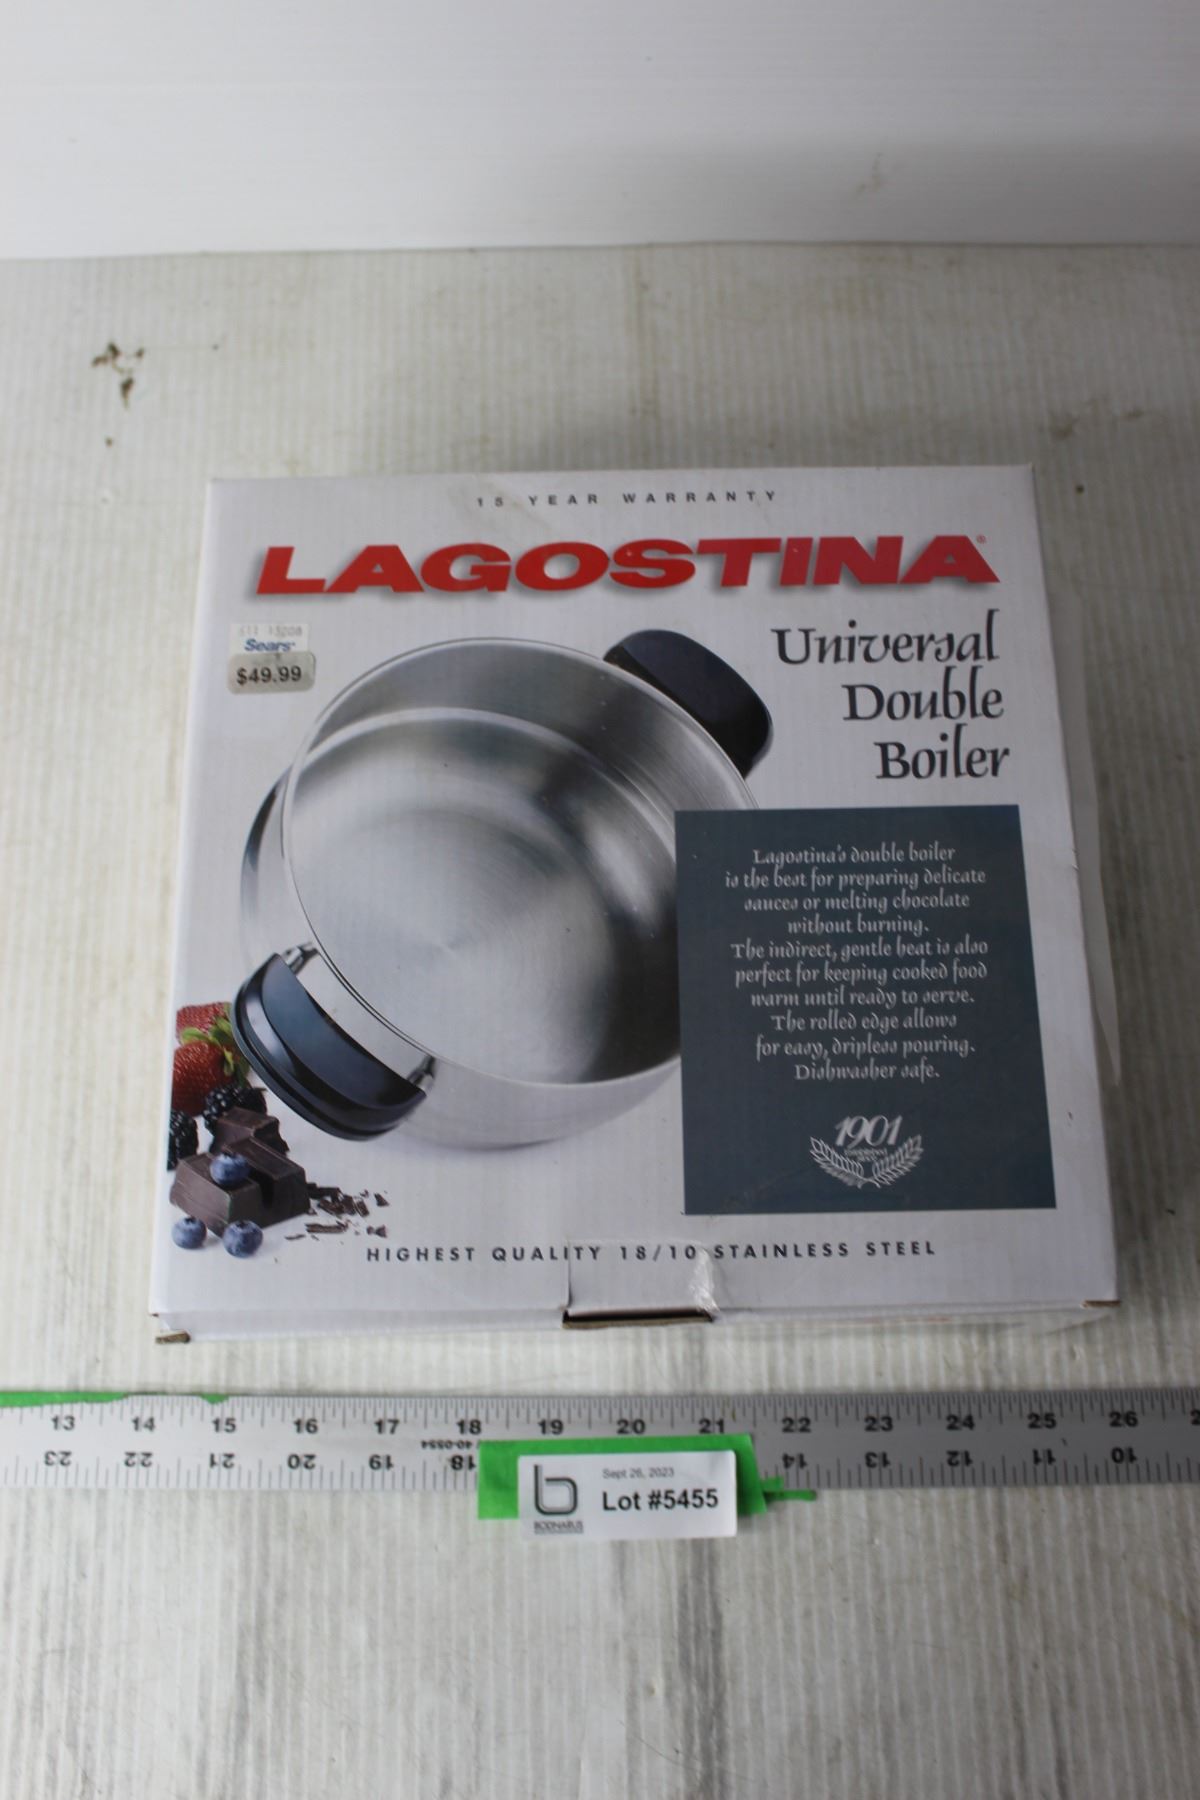 15 YEAR WARRANTY
LAGOSTINA®
Sears
$49.99
Universal
Double
Boiler
Lagostina's double boiler
is the best for preparing delicate
sauces or melting chocolate
without burning.
The indirect, gentle heat is also
perfect for keeping cooked food
warm until ready to serve.
The rolled edge allows
for easy, dripless pouring.
Dishwasher safe.
1901
HIGHEST QUALITY 18/10 STAINLESS STEEL
13 14 15 16 17 18 19 20 21 22 23 24 25 26
23 22 21 20 19 18 14 13 12 11 10
Sept 26, 2023
Lot #5455
BODNARUS